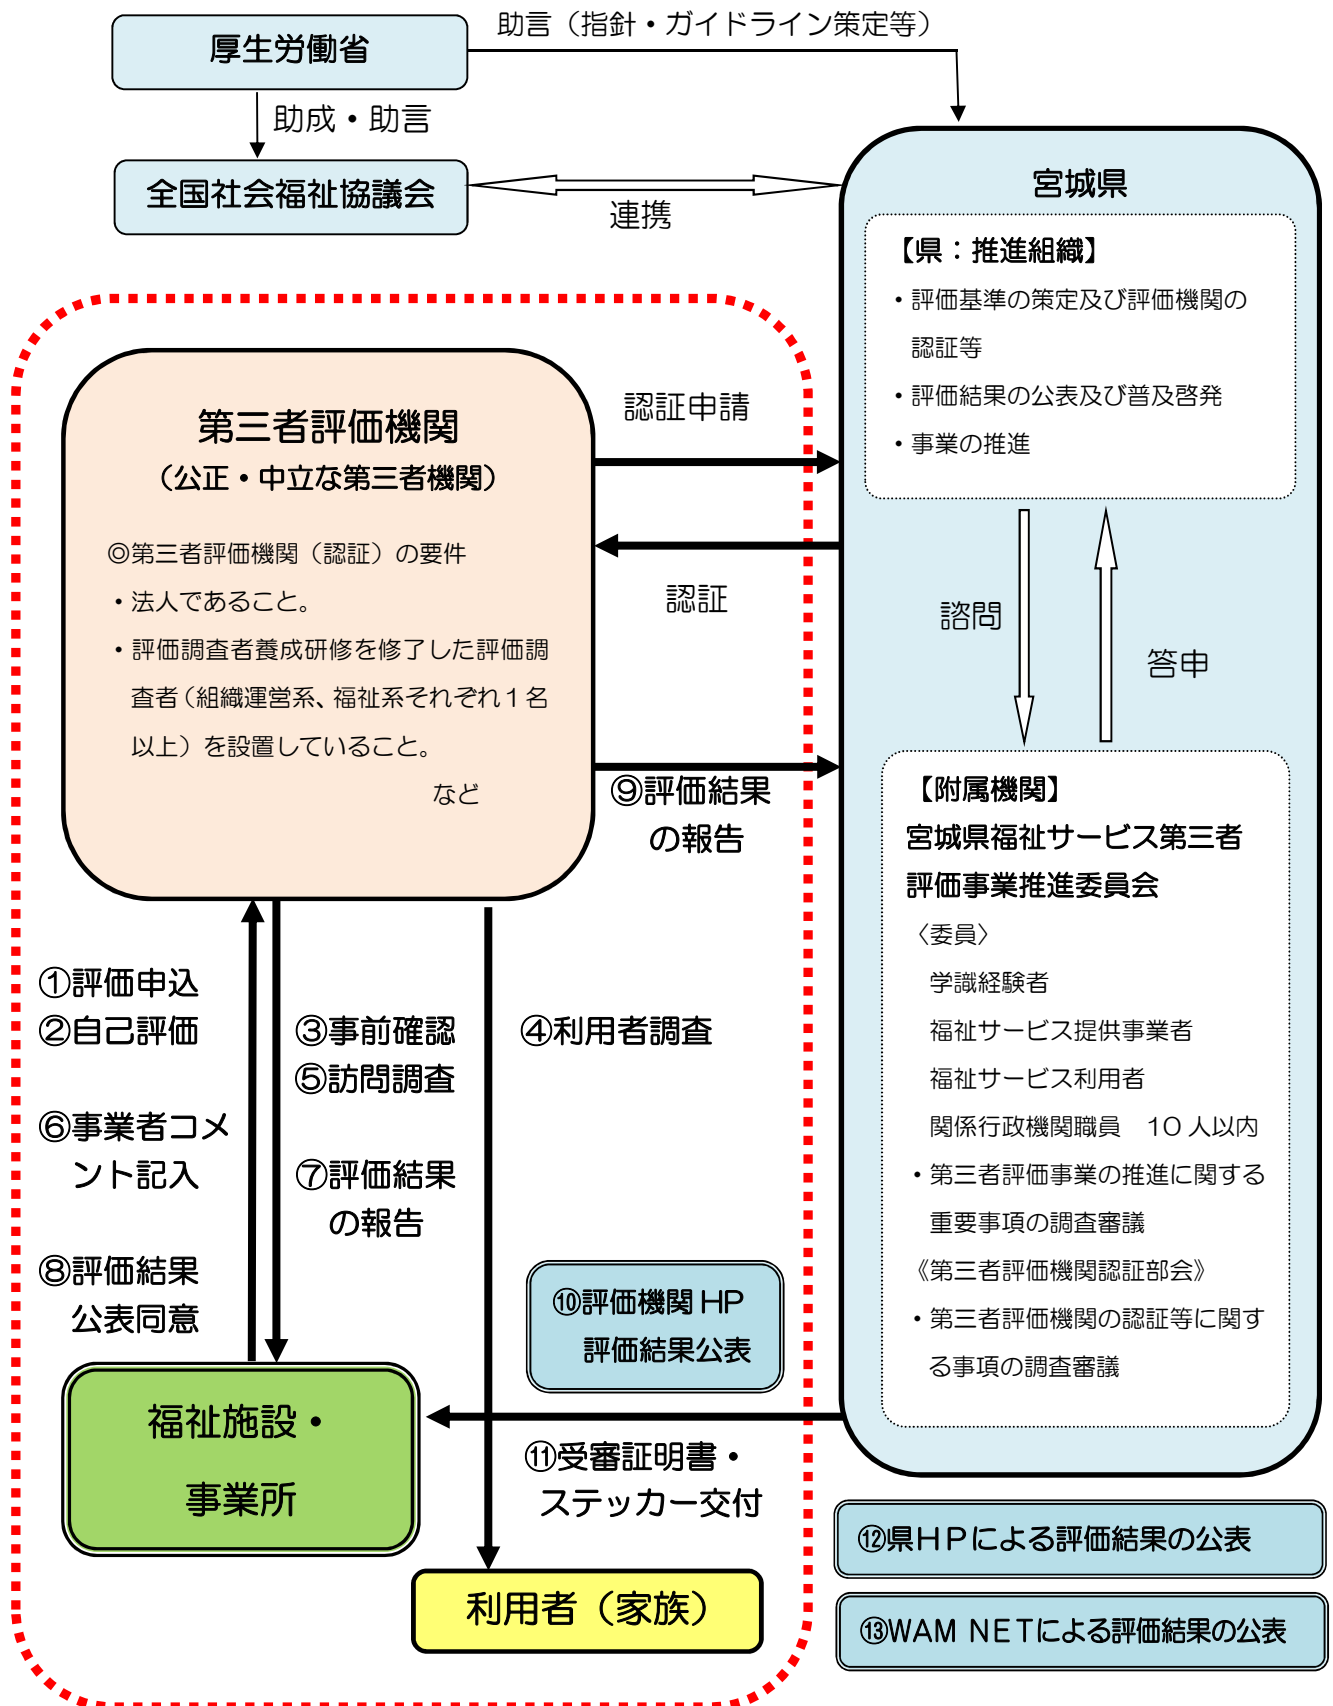 助言（指針・ガイドライン策定等）
厚生労働省
助成・助言
全国社会福祉協議会
連携
宮城県
【県：推進組織】
・評価基準の策定及び評価機関の
認証等
・評価結果の公表及び普及啓発
・事業の推進
諮問
答申
【附属機関】
宮城県福祉サービス第三者
評価事業推進委員会
〈委員〉
学識経験者
福祉サービス提供事業者
福祉サービス利用者
関係行政機関職員　10人以内
・第三者評価事業の推進に関する
重要事項の調査審議
《第三者評価機関認証部会》
・第三者評価機関の認証等に関す
る事項の調査審議
第三者評価機関
（公正・中立な第三者機関）
◎第三者評価機関（認証）の要件
・法人であること。
・評価調査者養成研修を修了した評価調
査者（組織運営系、福祉系それぞれ１名
以上）を設置していること。
など
認証申請
認証
⑨評価結果
の報告
①評価申込
②自己評価
⑥事業者コメ
ント記入
⑧評価結果
公表同意
③事前確認
⑤訪問調査
⑦評価結果
の報告
④利用者調査
⑩評価機関 HP
評価結果公表
福祉施設・
事業所
⑪受審証明書・
ステッカー交付
利用者（家族）
⑫県ＨＰによる評価結果の公表
⑬WAM NETによる評価結果の公表